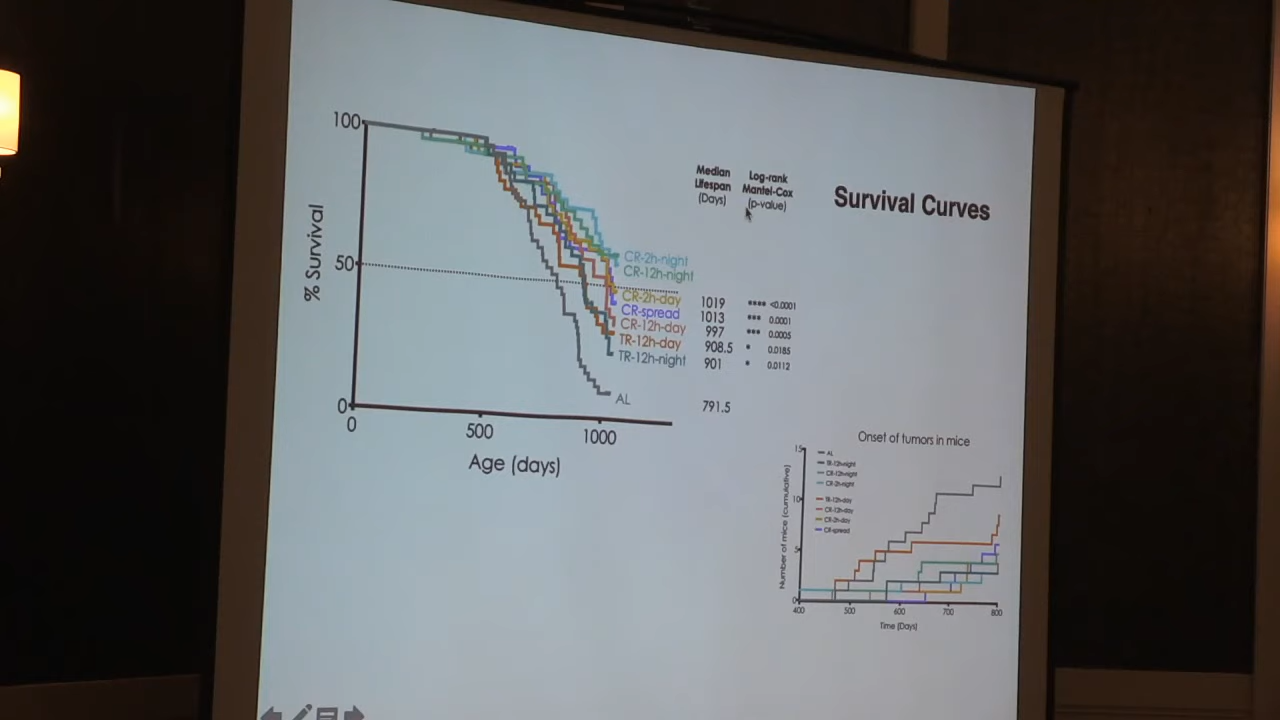 Survival Curves
Median
Lifespan
(Days)
Log-rank
Mantel-Cox
(p-value)
100
50
0
% Survival
0
500
1000
Age (days)
CR-2h-night
CR-12h-night
CR-2h-day 1019 **** <0.0001
CR-spread 1013 *** 0.0001
CR-12h-day 997 *** 0.0005
TR-12h-day 908.5 * 0.0185
TR-12h-night 901 * 0.0112
AL 791.5
Onset of tumors in mice
Number of mice (cumulative)
15
10
5
0
AL
TR-12h-night
CR-12h-night
CR-2h-night
TR-12h-day
CR-12h-day
CR-2h-day
CR-spread
400
500
600
700
800
Time (Days)